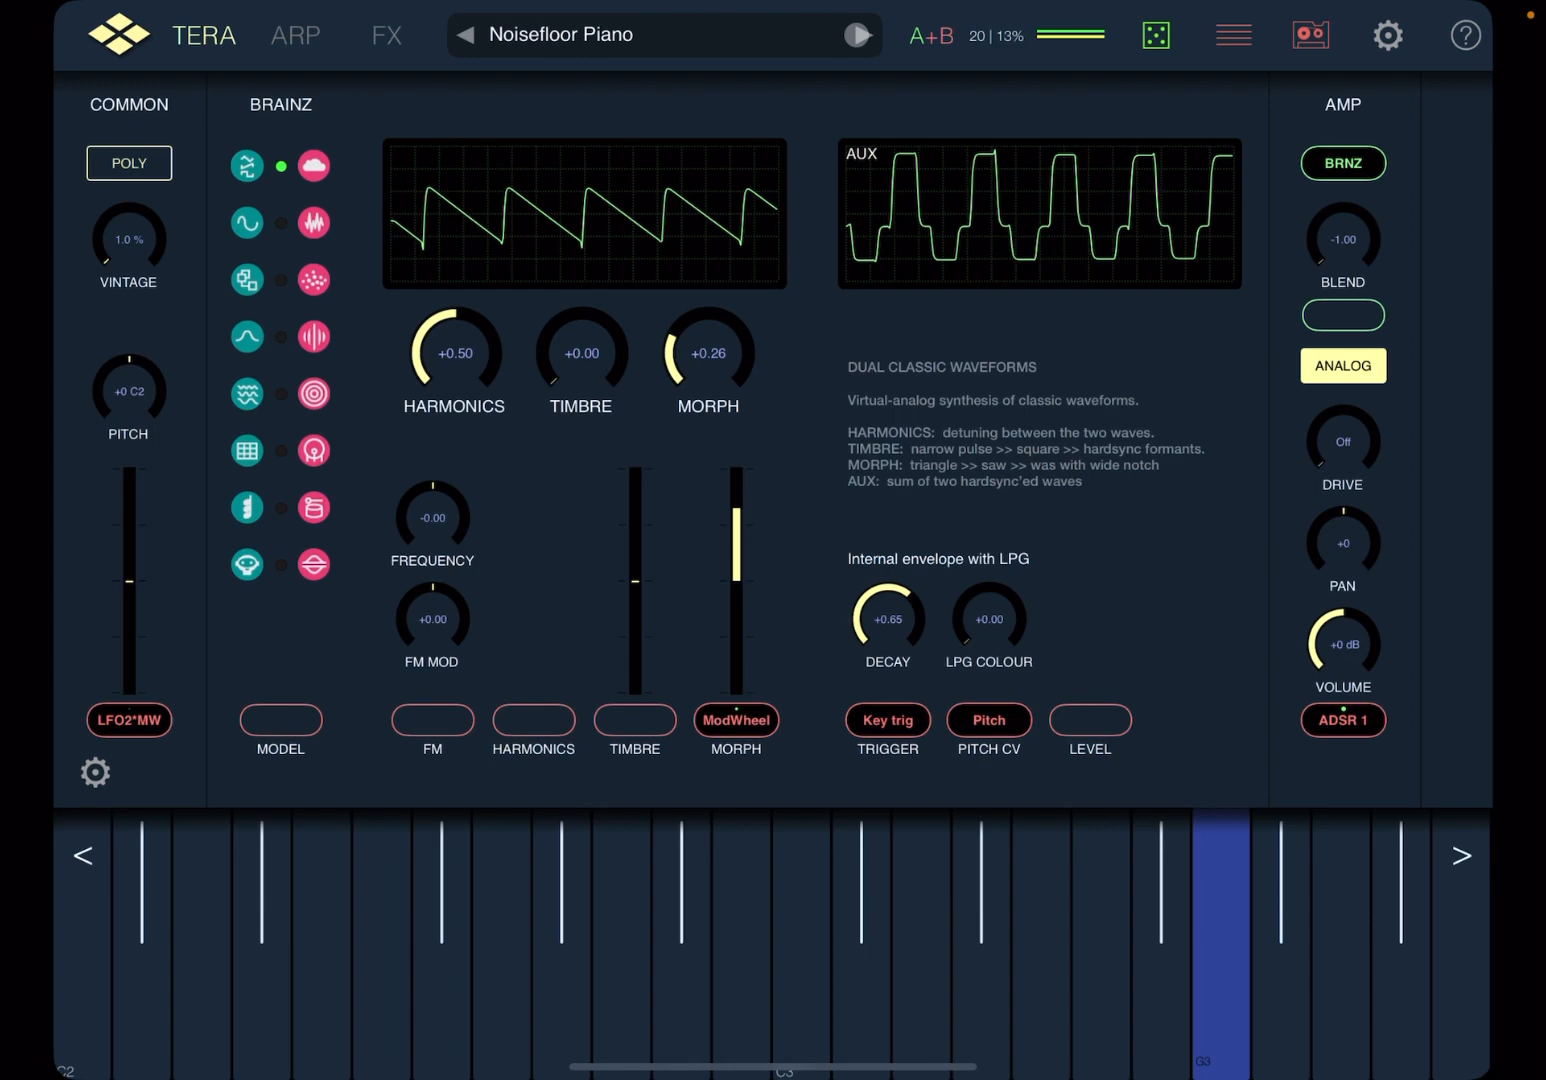 TERA
ARP
FX
Noisefloor Piano
A+B
20 | 13%
?
COMMON
BRAINZ
AMP
POLY
1.0 %
VINTAGE
+0 C2
PITCH
AUX
+0.50
+0.00
+0.26
HARMONICS
TIMBRE
MORPH
DUAL CLASSIC WAVEFORMS
Virtual-analog synthesis of classic waveforms.
HARMONICS: detuning between the two waves.
TIMBRE: narrow pulse >> square >> hardsync formants.
MORPH: triangle >> saw >> was with wide notch
AUX: sum of two hardsync'ed waves
-0.00
FREQUENCY
+0.00
FM MOD
Internal envelope with LPG
+0.65
+0.00
DECAY
LPG COLOUR
BRNZ
-1.00
BLEND
ANALOG
Off
DRIVE
+0
PAN
+0 dB
VOLUME
LFO2*MW
ModWheel
Key trig
Pitch
ADSR 1
MODEL
FM
HARMONICS
TIMBRE
MORPH
TRIGGER
PITCH CV
LEVEL
<
>
C2
C3
G3